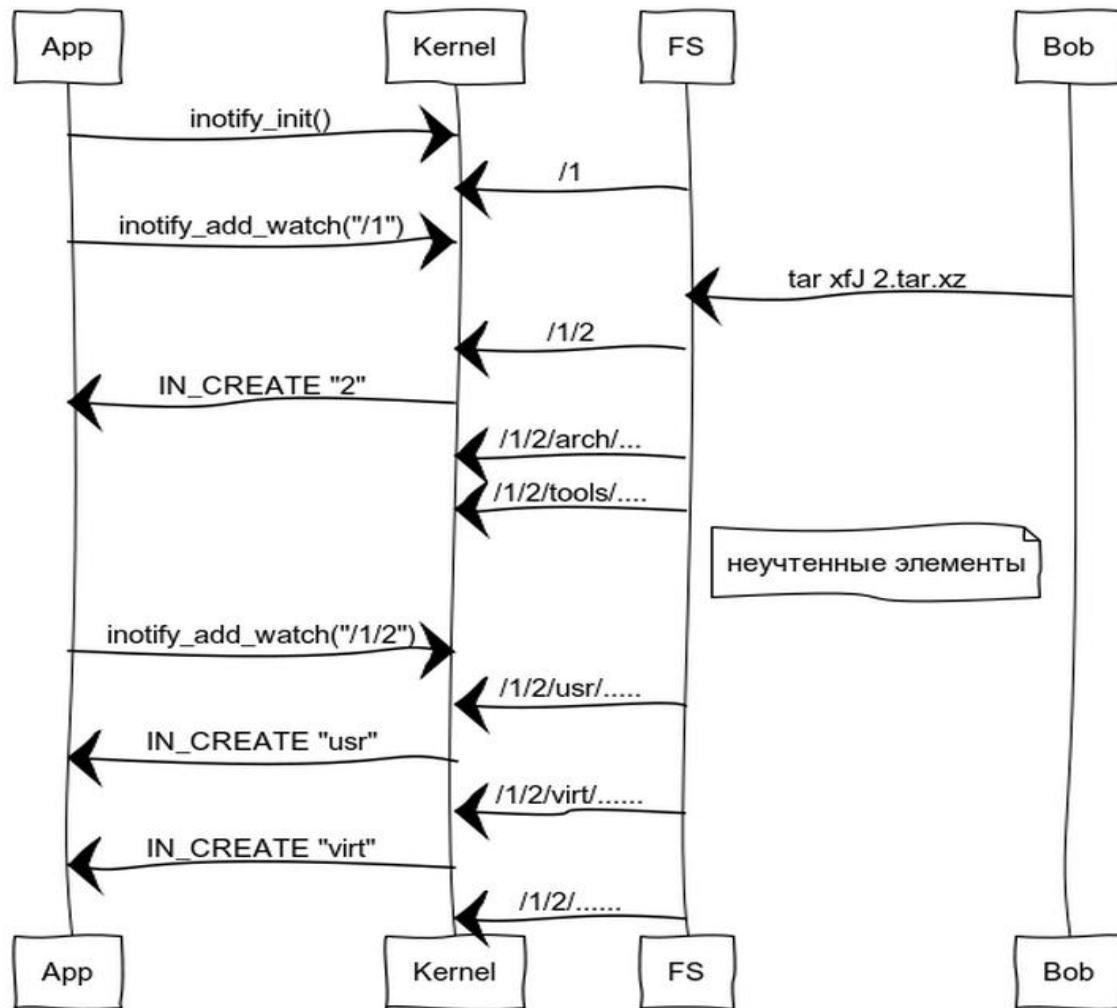 App
Kernel
FS
Bob
inotify_init()
/1
inotify_add_watch("/1")
tar xfJ 2.tar.xz
/1/2
IN_CREATE "2"
/1/2/arch/...
/1/2/tools/....
неучтенные элементы
inotify_add_watch("/1/2")
/1/2/usr/.....
IN_CREATE "usr"
/1/2/virt/......
IN_CREATE "virt"
/1/2/......
App
Kernel
FS
Bob